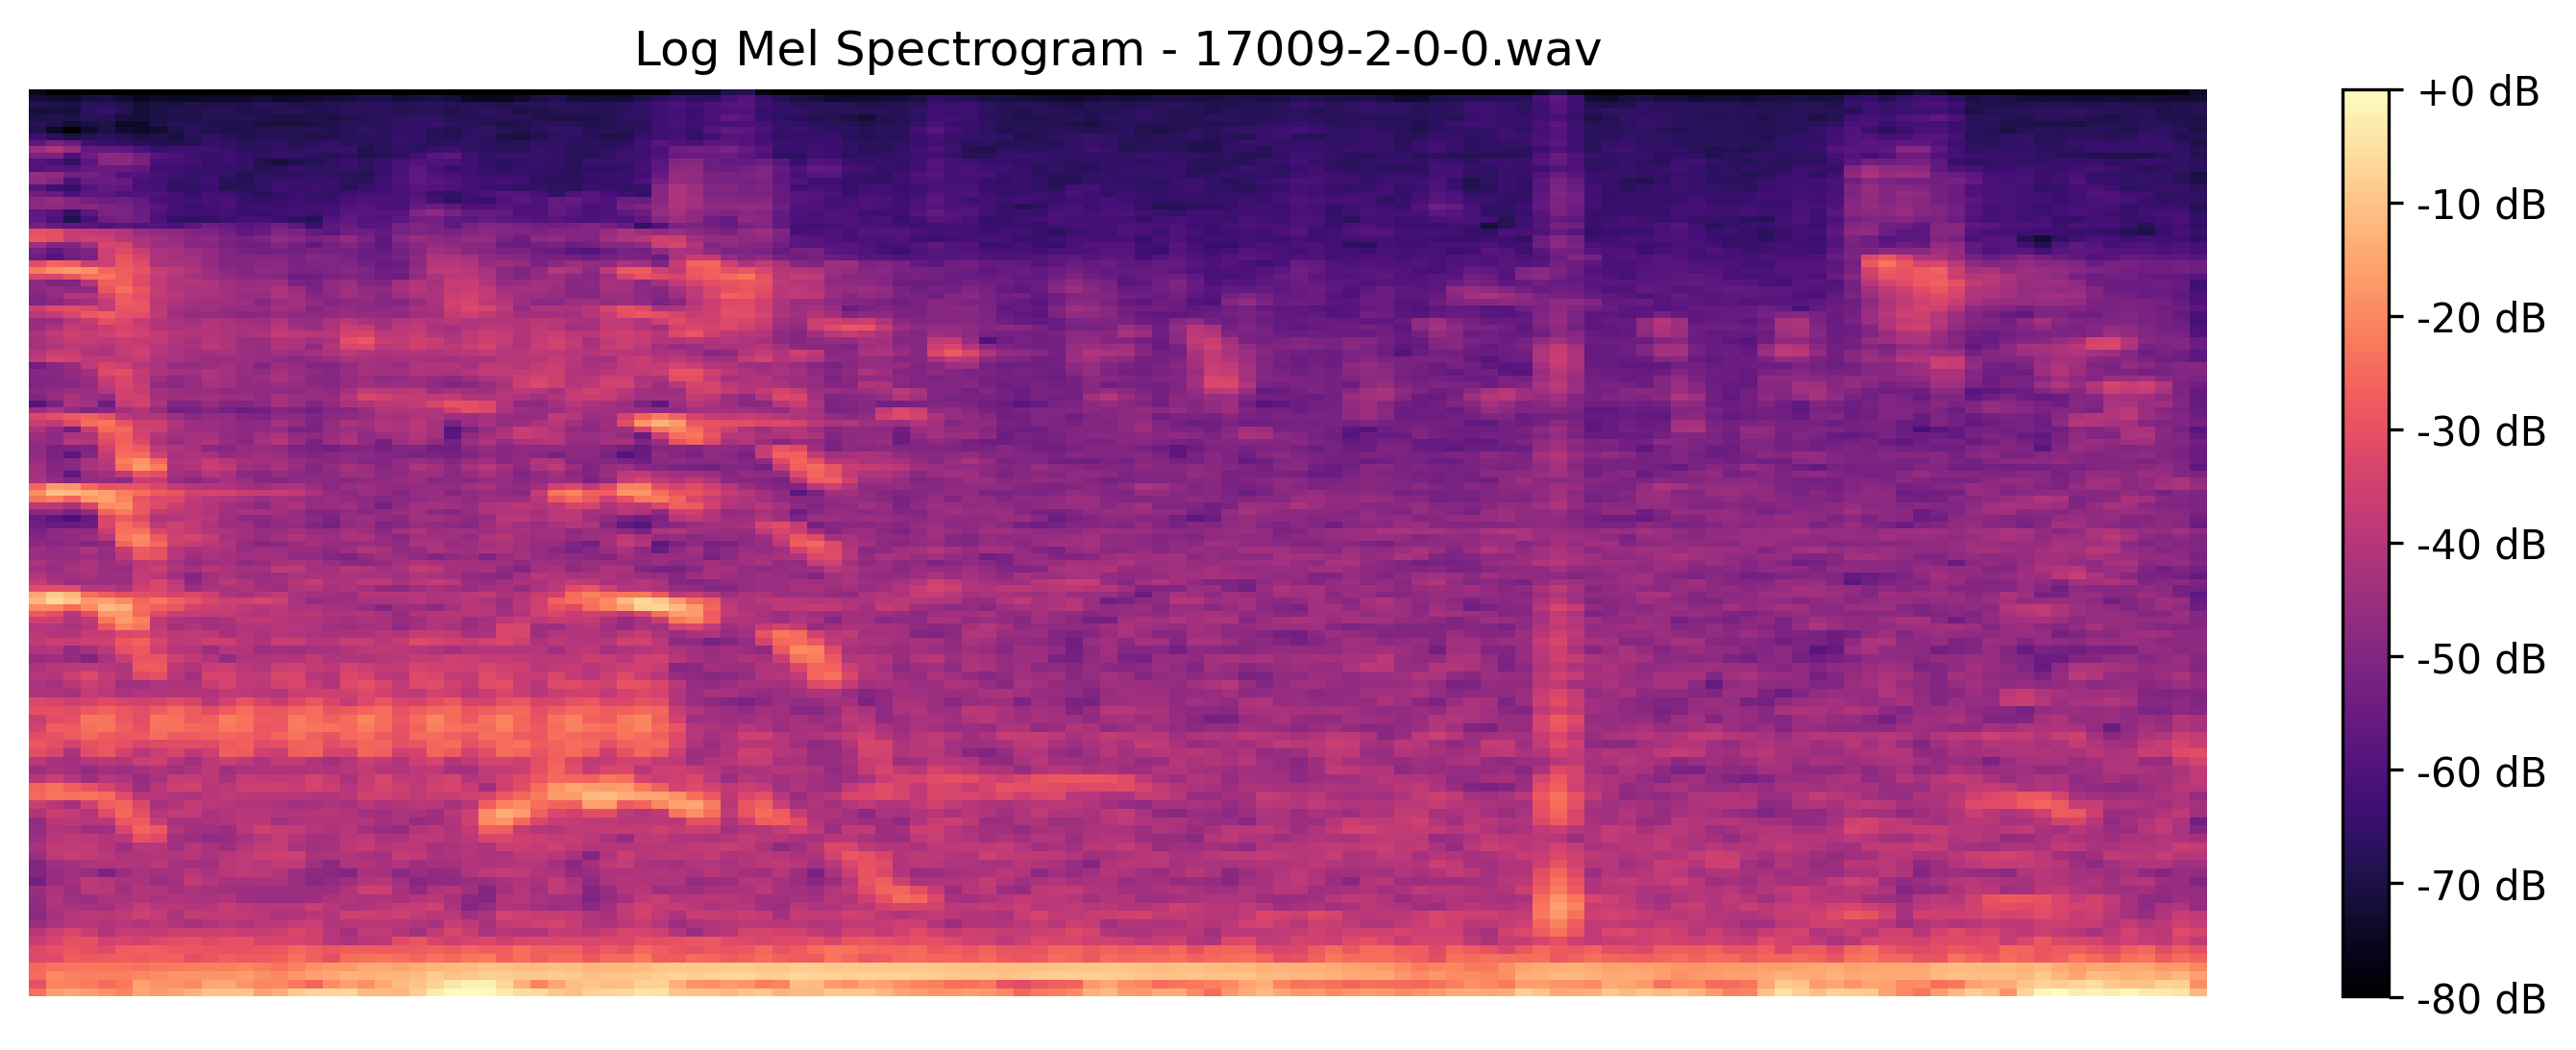 Log Mel Spectrogram - 17009-2-0-0.wav
+0 dB
-10 dB
-20 dB
-30 dB
-40 dB
-50 dB
-60 dB
-70 dB
-80 dB